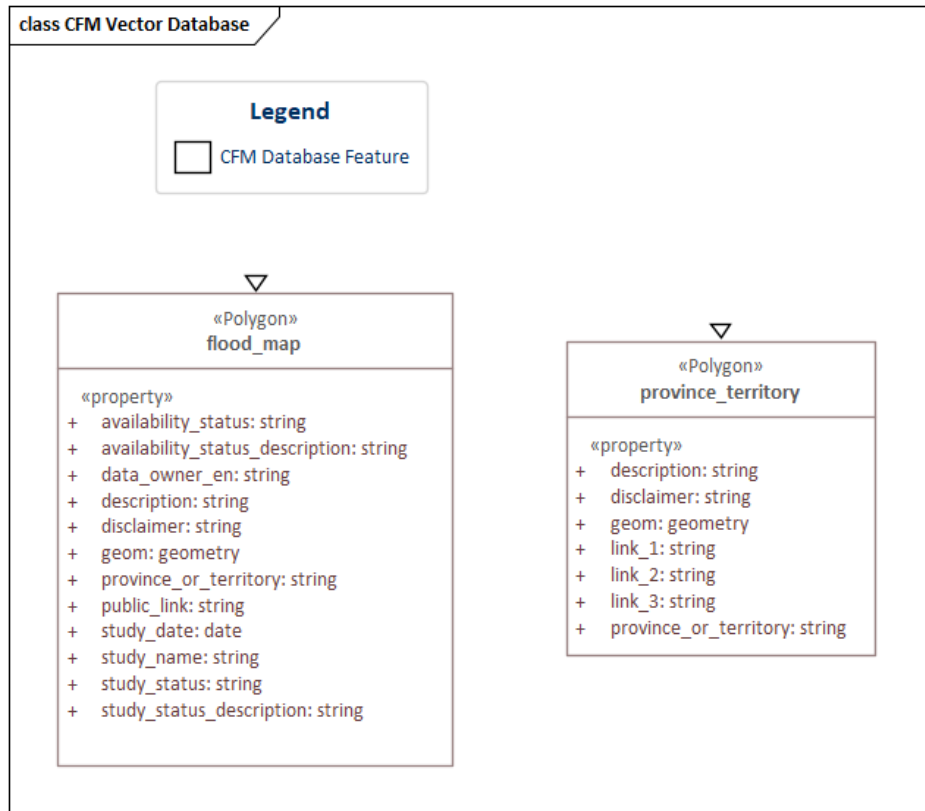 class CFM Vector Database
Legend
CFM Database Feature
«Polygon»
flood_map
«property»
+ availability_status: string
+ availability_status_description: string
+ data_owner_en: string
+ description: string
+ disclaimer: string
+ geom: geometry
+ province_or_territory: string
+ public_link: string
+ study_date: date
+ study_name: string
+ study_status: string
+ study_status_description: string
«Polygon»
province_territory
«property»
+ description: string
+ disclaimer: string
+ geom: geometry
+ link_1: string
+ link_2: string
+ link_3: string
+ province_or_territory: string